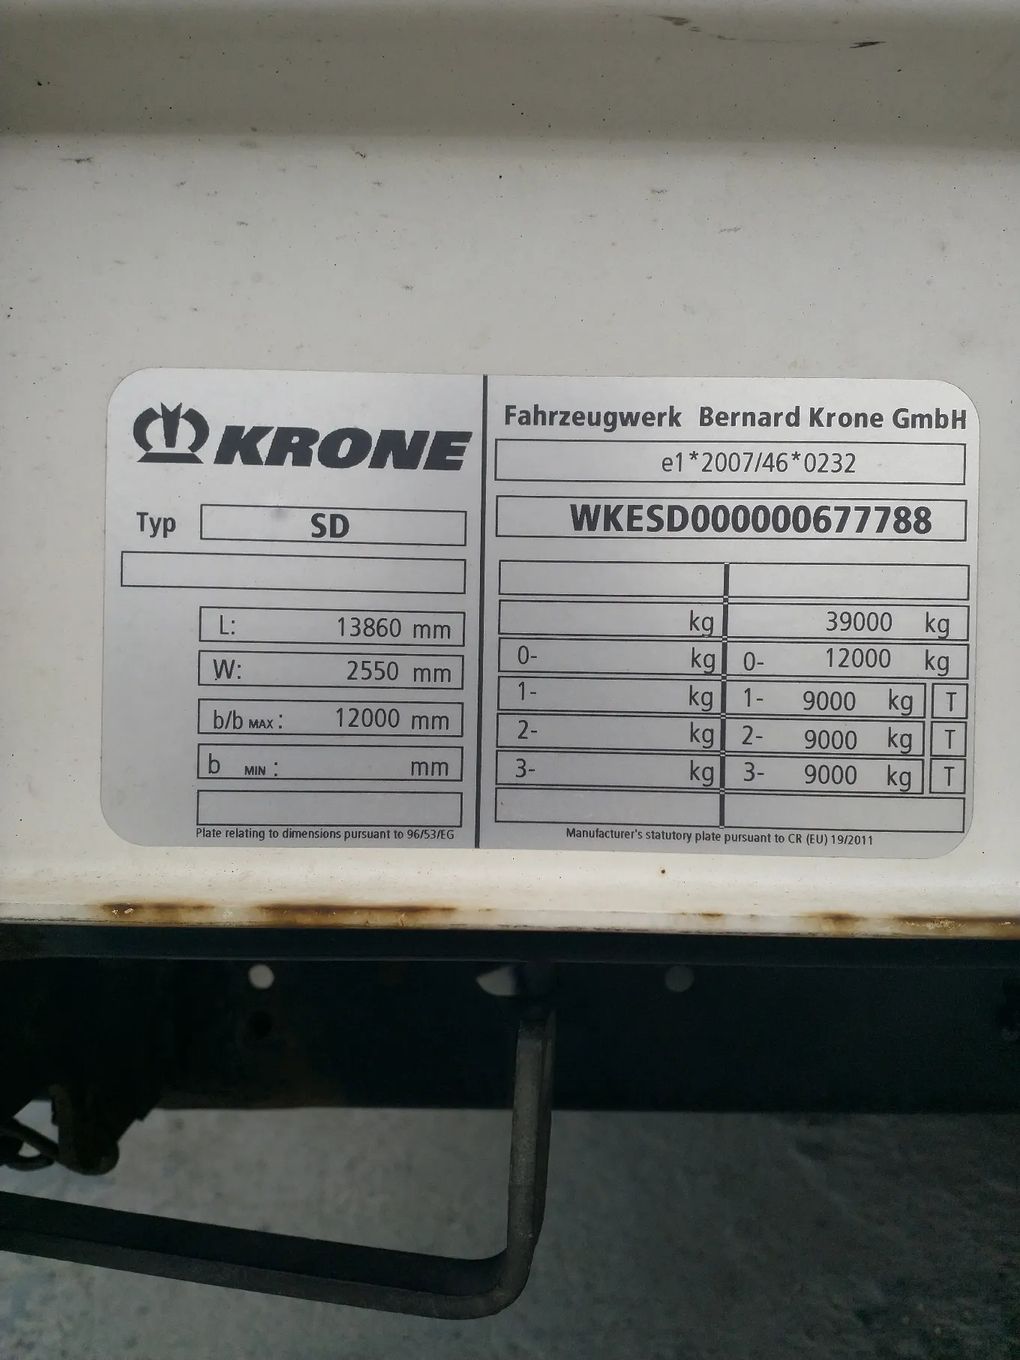 KRONE
Typ SD
L: 13860 mm
W: 2550 mm
b/b MAX : 12000 mm
b MIN : mm
Plate relating to dimensions pursuant to 96/53/EG
Fahrzeugwerk Bernard Krone GmbH
e1*2007/46*0232
WKESD000000677788
kg 39000 kg
0- kg 0- 12000 kg
1- kg 1- 9000 kg T
2- kg 2- 9000 kg T
3- kg 3- 9000 kg T
Manufacturer's statutory plate pursuant to CR (EU) 19/2011